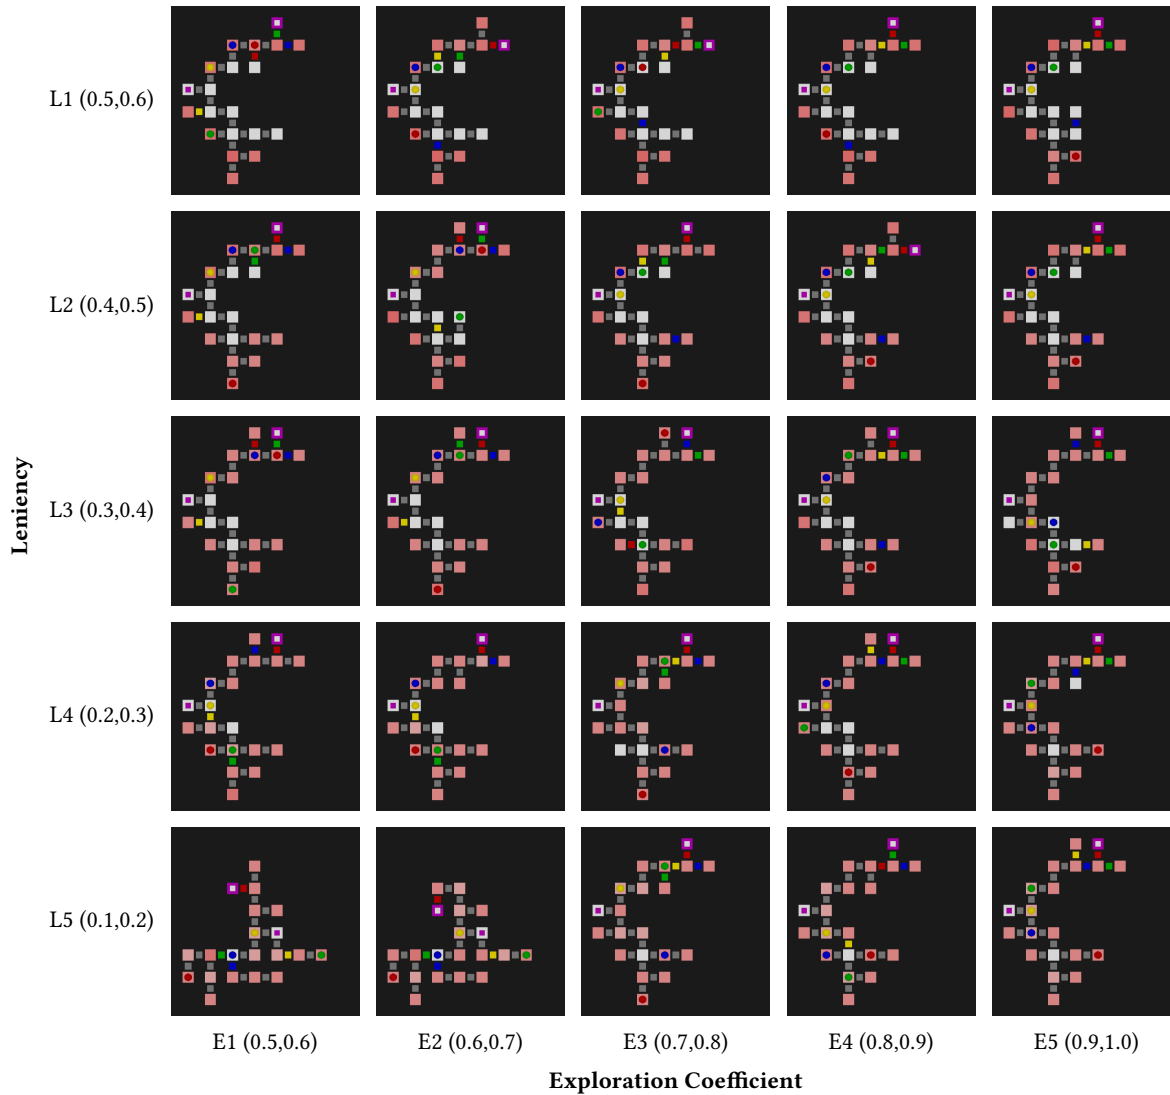 L1 (0.5,0.6)
L2 (0.4,0.5)
L3 (0.3,0.4)
L4 (0.2,0.3)
L5 (0.1,0.2)
Leniency
E1 (0.5,0.6)
E2 (0.6,0.7)
E3 (0.7,0.8)
E4 (0.8,0.9)
E5 (0.9,1.0)
Exploration Coefficient